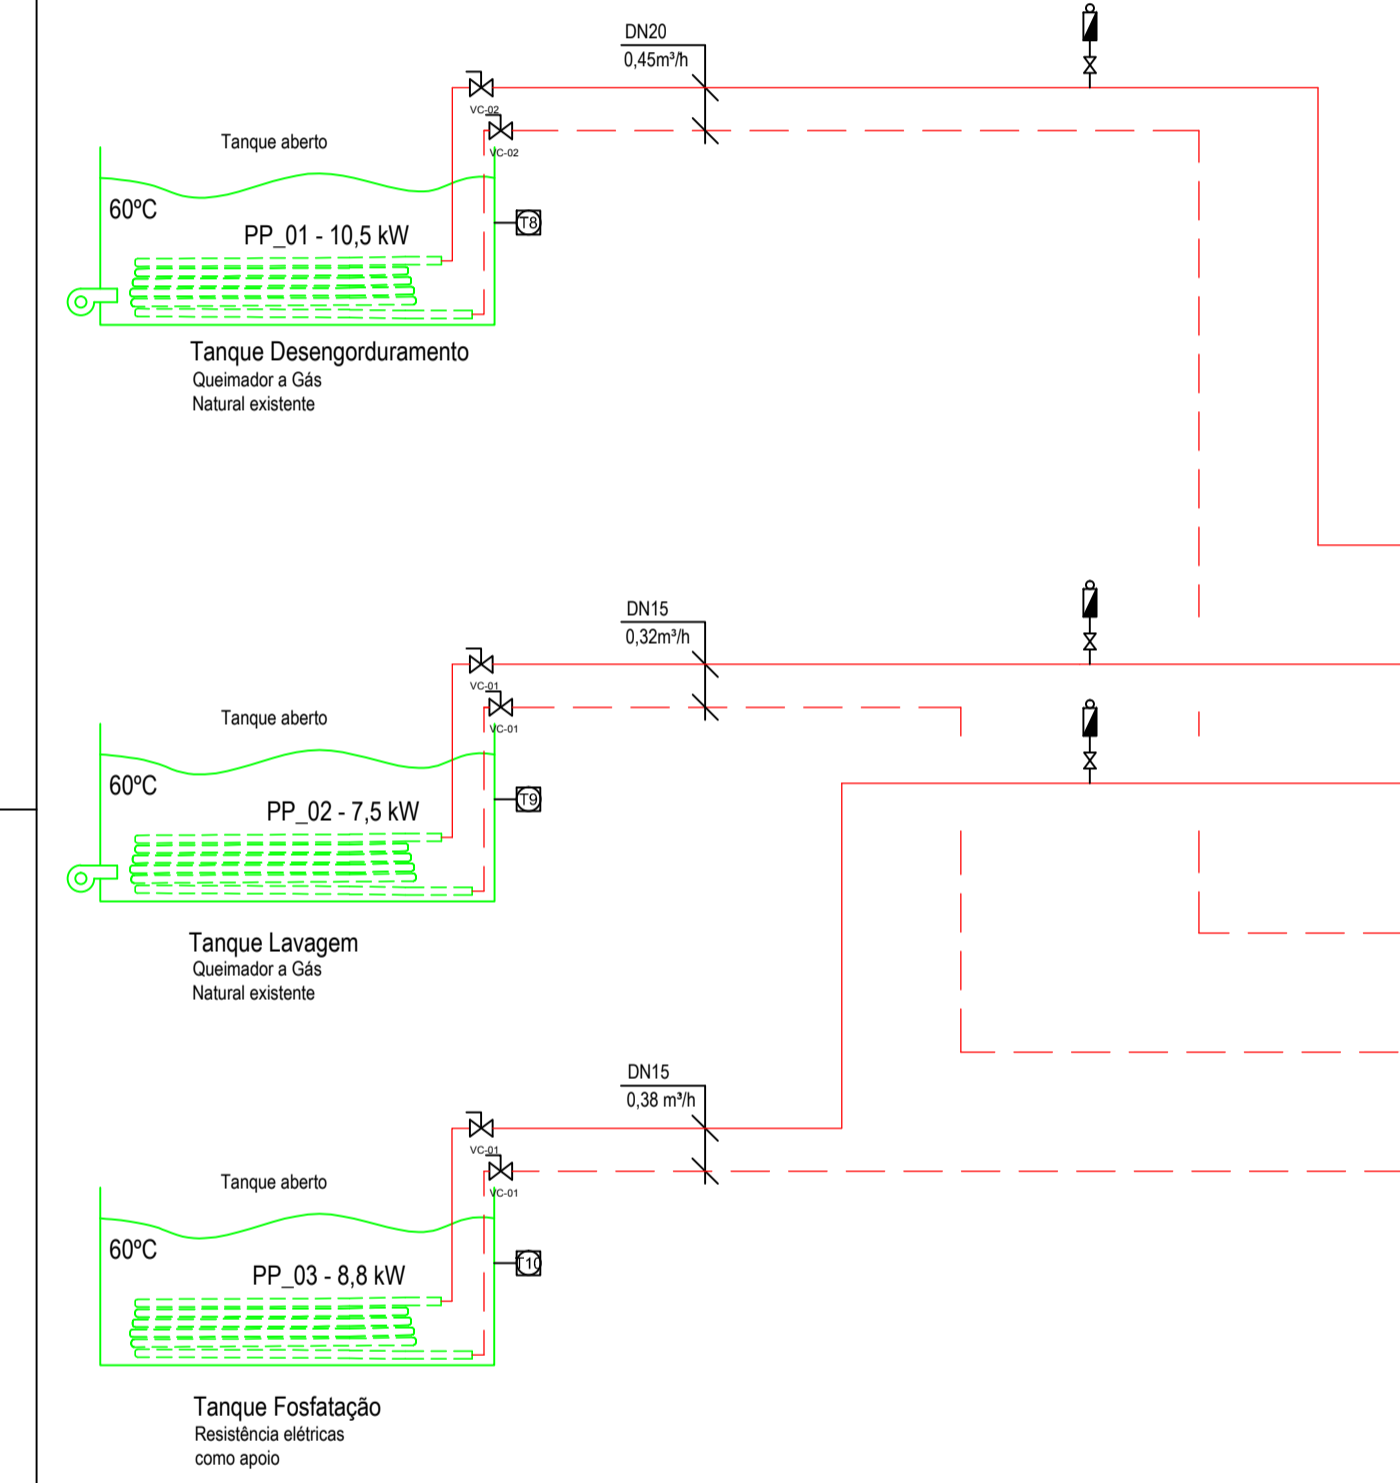 DN20
0,45m³/h
VC-02
VC-02
Tanque aberto
60ºC
T8
PP_01 - 10,5 kW
Tanque Desengorduramento
Queimador a Gás
Natural existente
DN15
0,32m³/h
VC-01
VC-01
Tanque aberto
60ºC
T9
PP_02 - 7,5 kW
Tanque Lavagem
Queimador a Gás
Natural existente
DN15
0,38 m³/h
VC-01
VC-01
Tanque aberto
60ºC
T10
PP_03 - 8,8 kW
Tanque Fosfatação
Resistência elétricas
como apoio